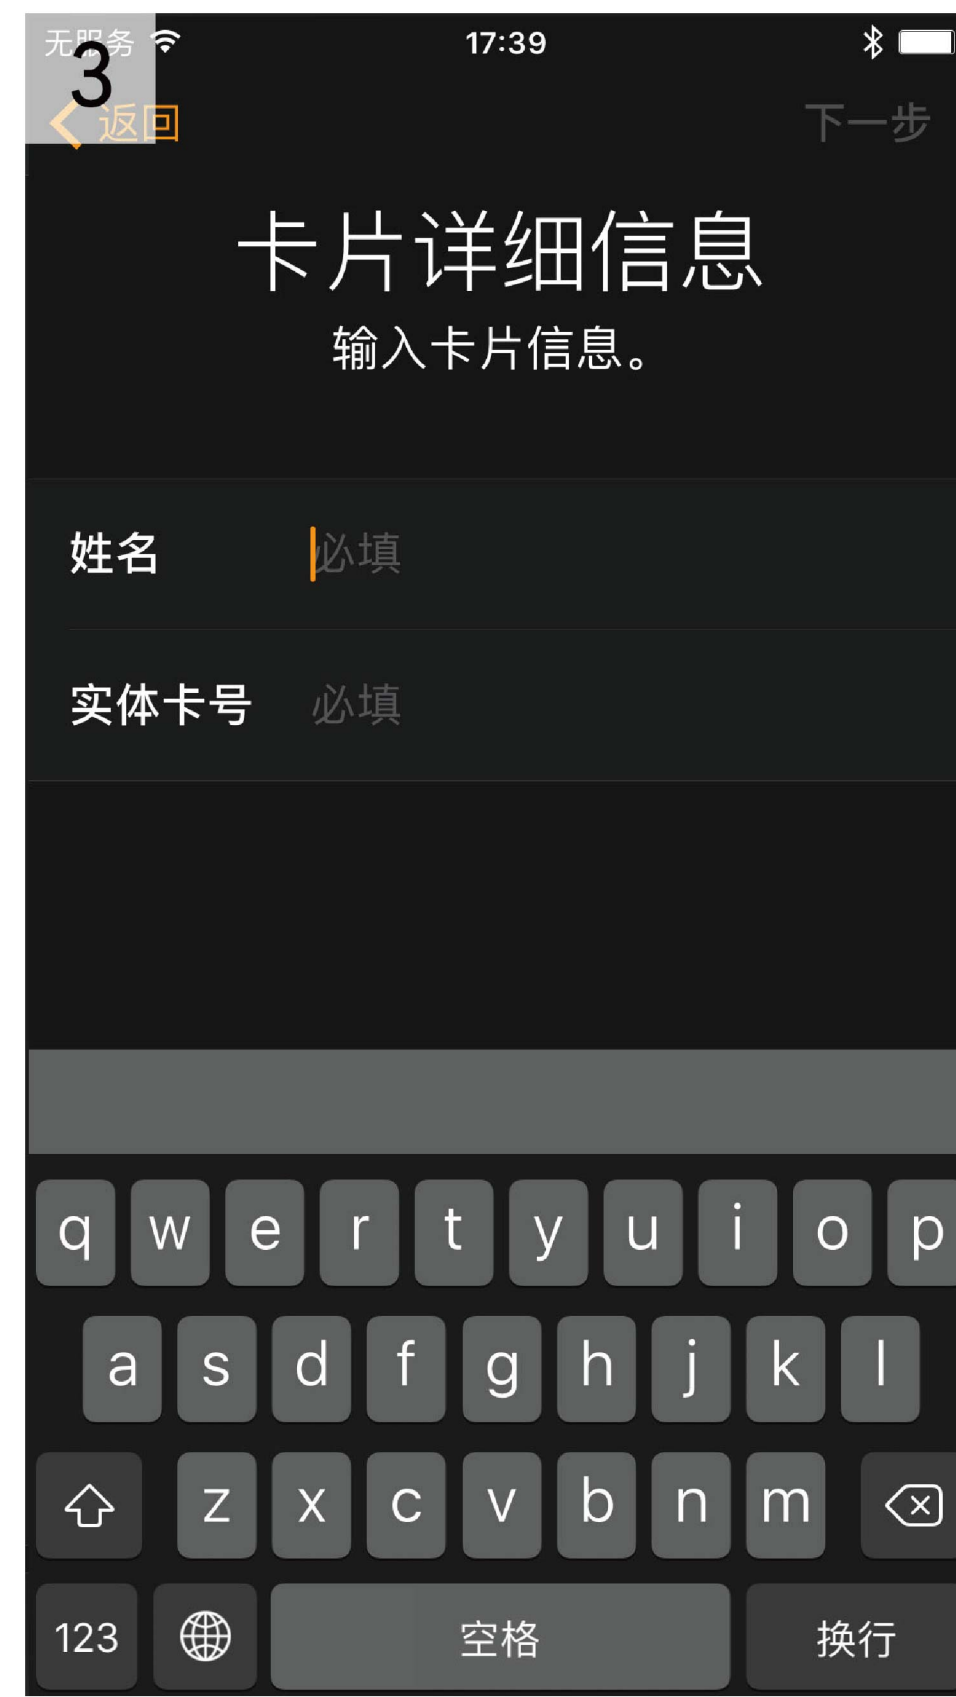 无服务 17:39
3
返回 下一步
卡片详细信息
输入卡片信息。
姓名 必填
实体卡号 必填
q w e r t y u i o p
a s d f g h j k l
z x c v b n m
123 空格 换行